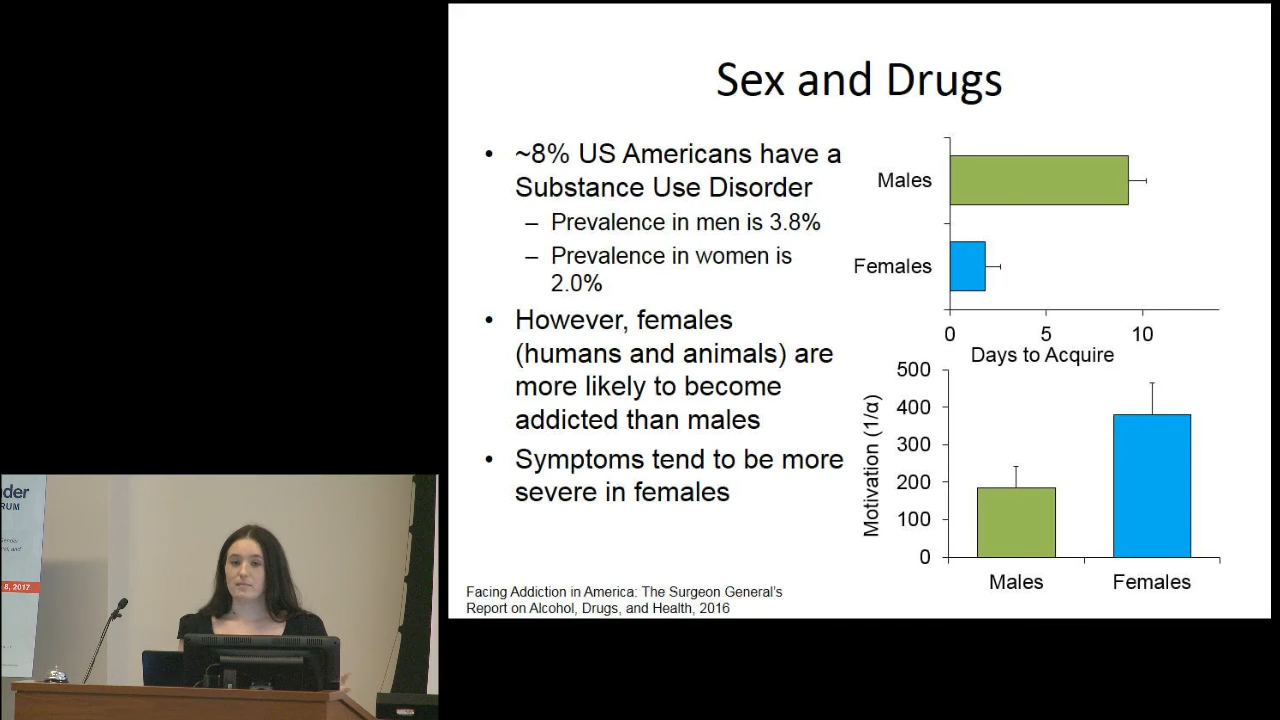 Sex and Drugs
• ~8% US Americans have a
Substance Use Disorder
– Prevalence in men is 3.8%
– Prevalence in women is
2.0%
• However, females
(humans and animals) are
more likely to become
addicted than males
• Symptoms tend to be more
severe in females
Facing Addiction in America: The Surgeon General's
Report on Alcohol, Drugs, and Health, 2016
Males
Females
0 5 10
Days to Acquire
500
400
300
200
100
0
Motivation (1/α)
Males Females
nder
RUM
8, 2017